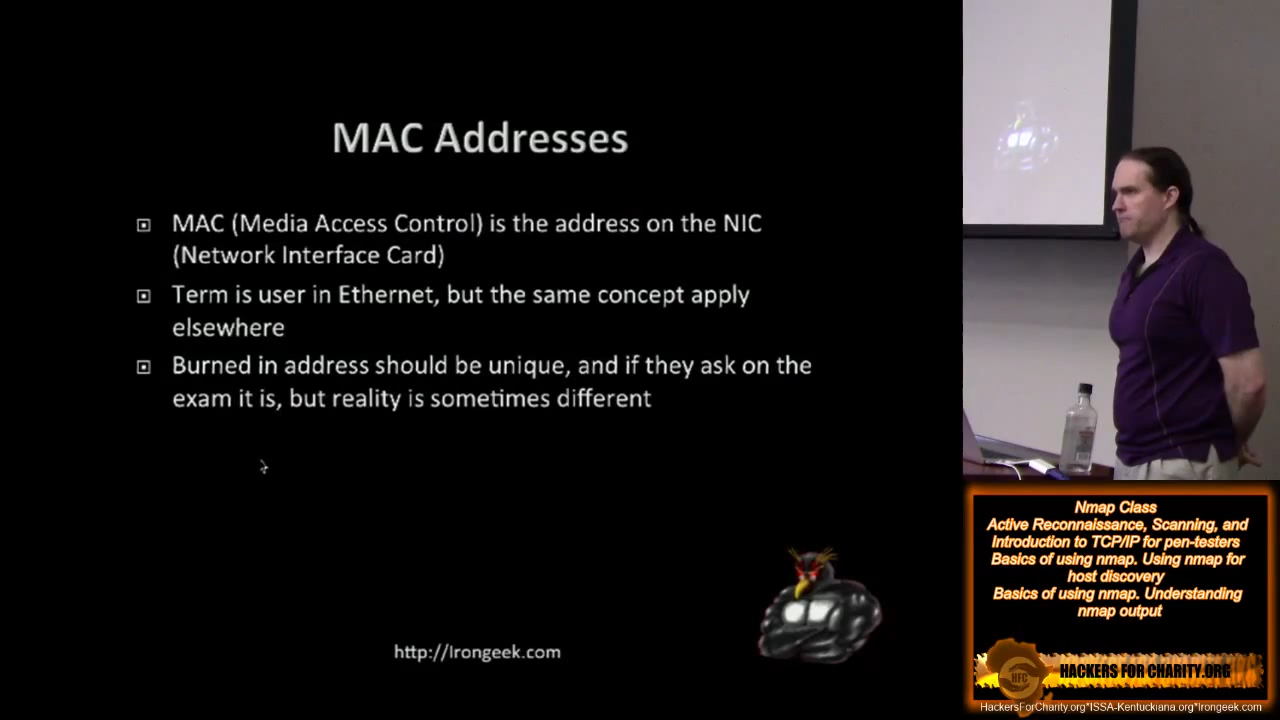 MAC Addresses
MAC (Media Access Control) is the address on the NIC
(Network Interface Card)
Term is user in Ethernet, but the same concept apply
elsewhere
Burned in address should be unique, and if they ask on the
exam it is, but reality is sometimes different
http://Irongeek.com
Nmap Class
Active Reconnaissance, Scanning, and
Introduction to TCP/IP for pen-testers
Basics of using nmap. Using nmap for
host discovery
Basics of using nmap. Understanding
nmap output
HFC
HACKERS FOR CHARITY.ORG
HackersForCharity.org*ISSA-Kentuckiana.org*Irongeek.com